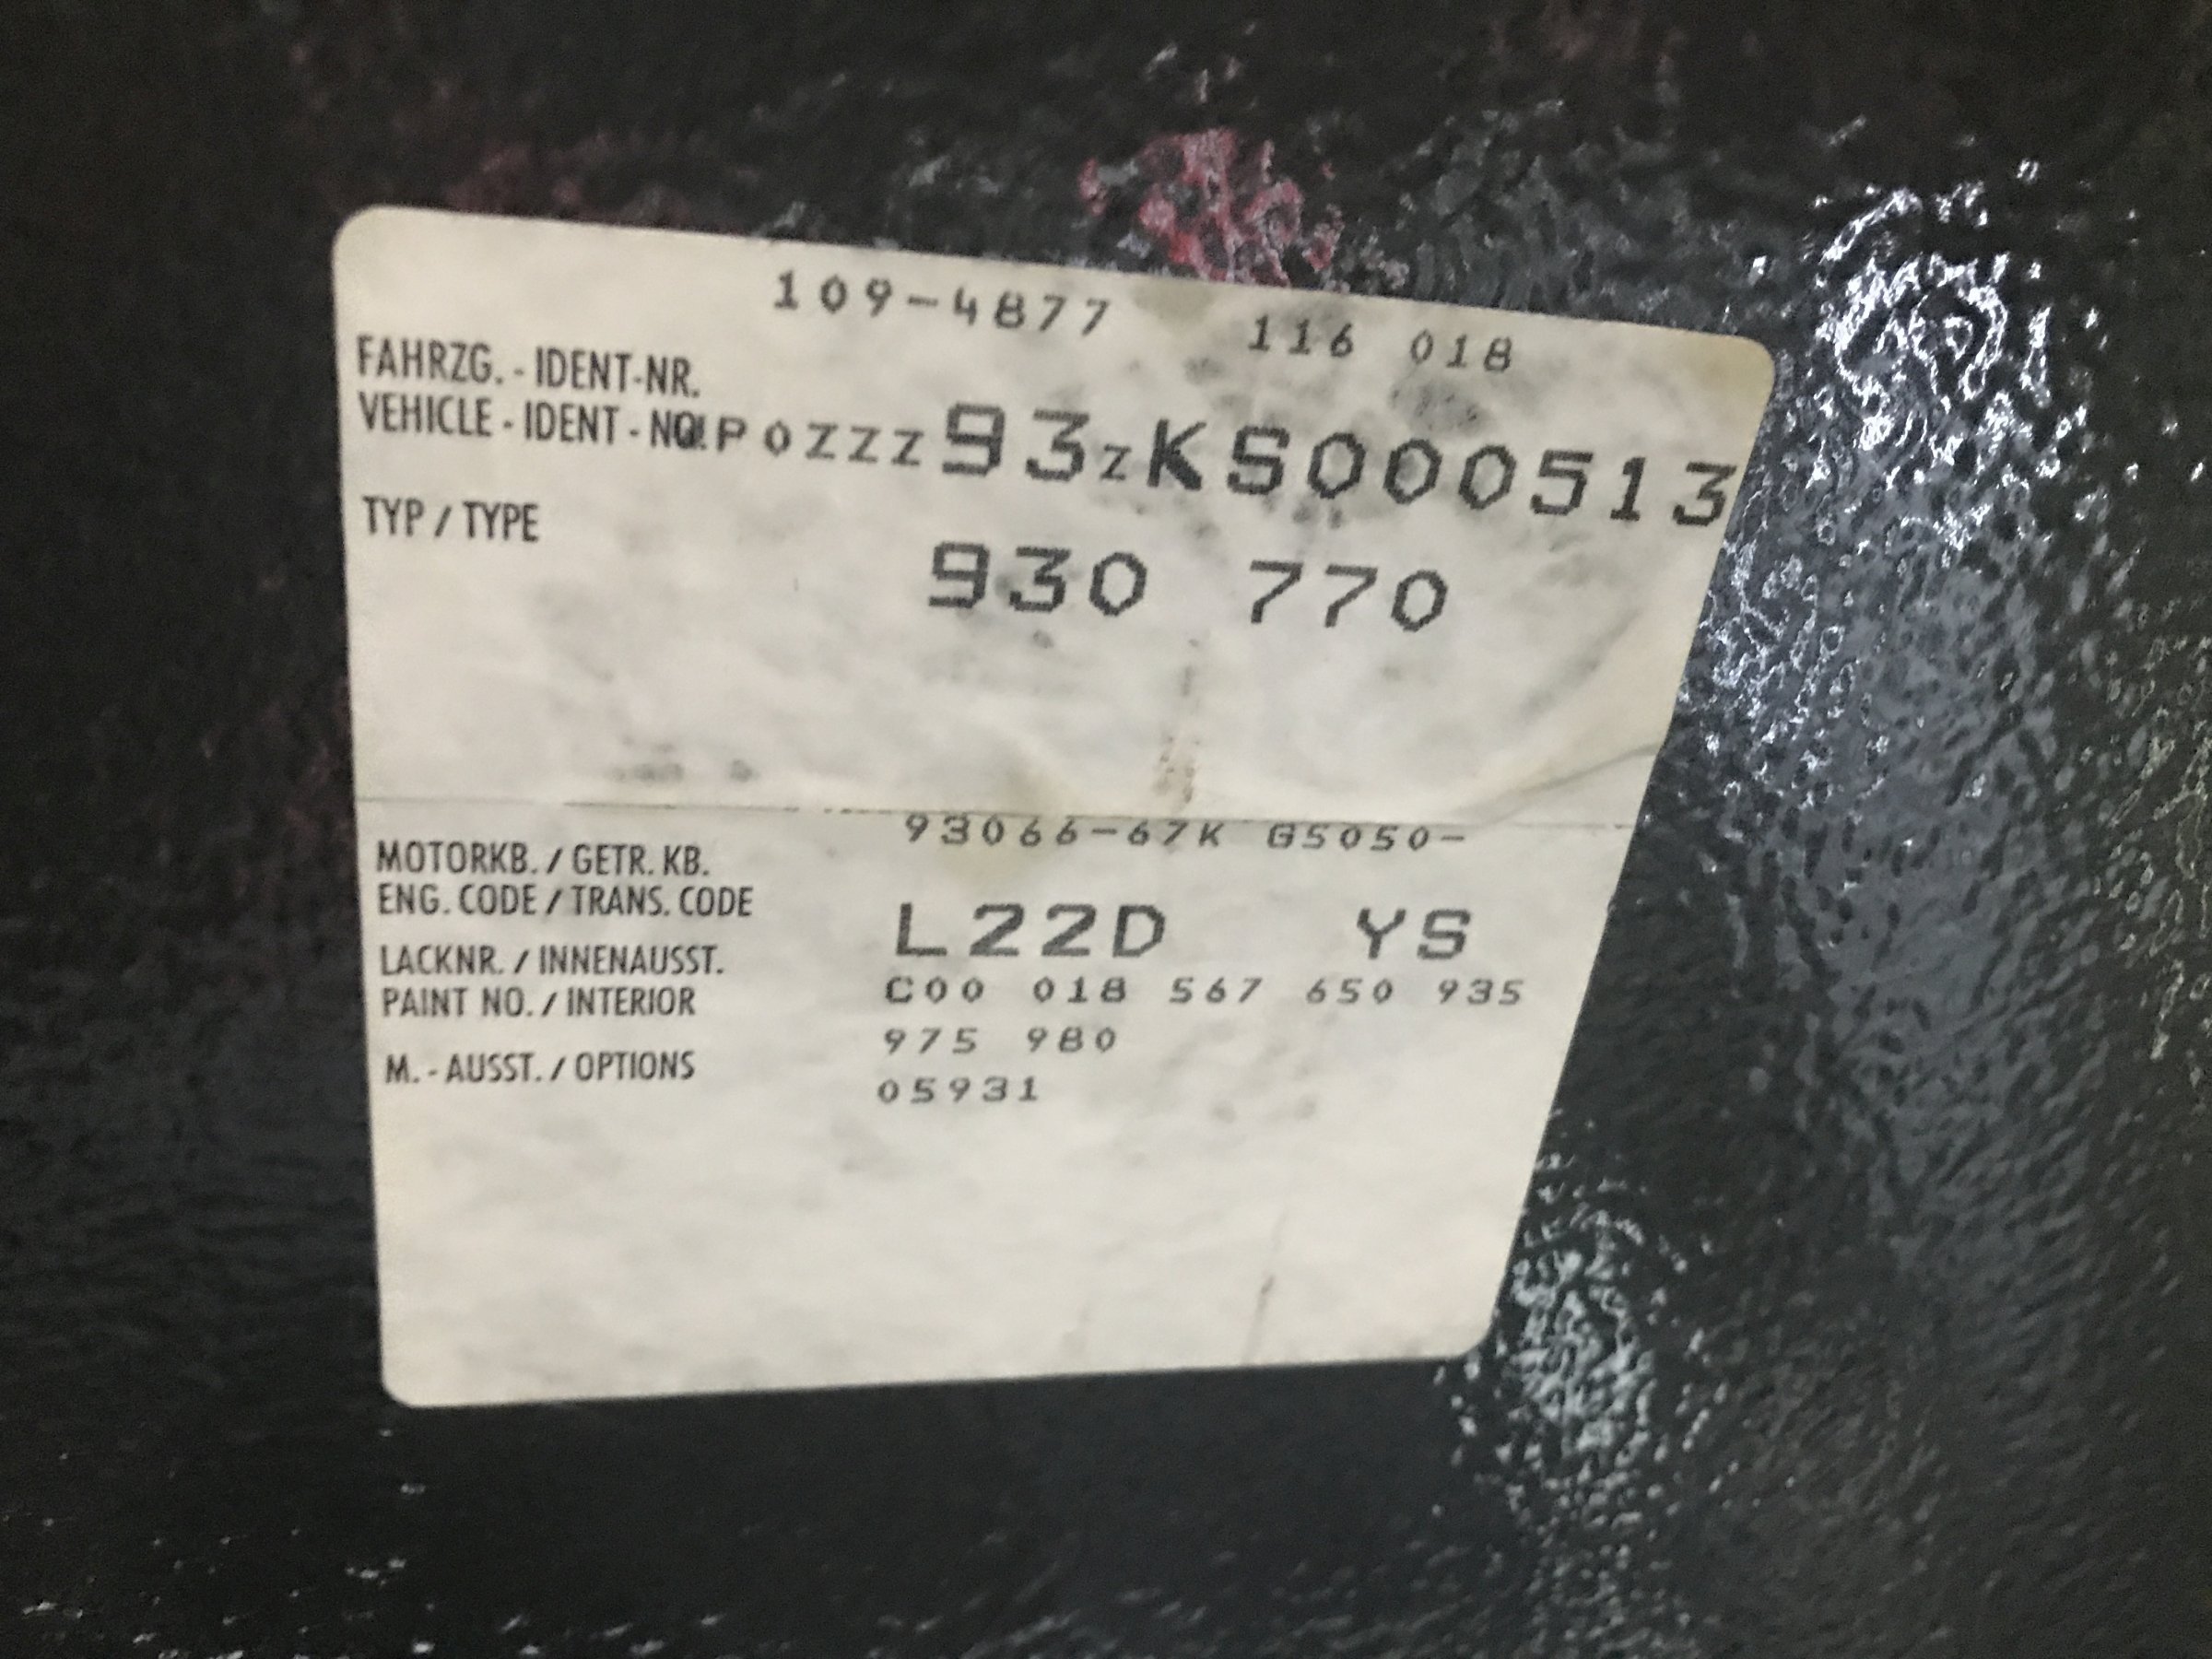 109-4877 116 018
FAHRZG. - IDENT-NR.
VEHICLE - IDENT - NO. WP0ZZZ93ZKS000513
TYP / TYPE 930 770
93066-67K G5050-
MOTORKB. / GETR. KB.
ENG. CODE / TRANS. CODE
L22D YS
LACKNR. / INNENAUSST.
PAINT NO. / INTERIOR
C00 018 567 650 935
975 980
M. - AUSST. / OPTIONS
05931